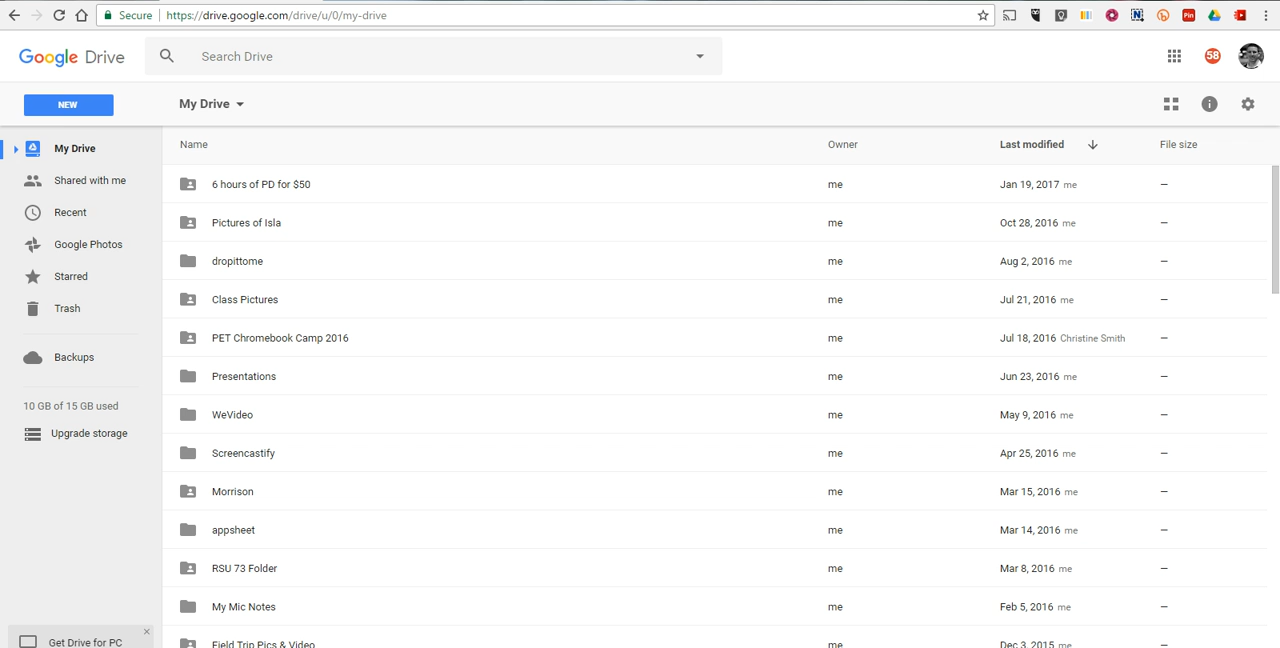 Secure https://drive.google.com/drive/u/0/my-drive
Pin
Google Drive Search Drive 58
NEW My Drive
My Drive
Shared with me
Recent
Google Photos
Starred
Trash
Backups
10 GB of 15 GB used
Upgrade storage
Get Drive for PC
Name Owner Last modified File size
6 hours of PD for $50 me Jan 19, 2017 me –
Pictures of Isla me Oct 28, 2016 me –
dropittome me Aug 2, 2016 me –
Class Pictures me Jul 21, 2016 me –
PET Chromebook Camp 2016 me Jul 18, 2016 Christine Smith –
Presentations me Jun 23, 2016 me –
WeVideo me May 9, 2016 me –
Screencastify me Apr 25, 2016 me –
Morrison me Mar 15, 2016 me –
appsheet me Mar 14, 2016 me –
RSU 73 Folder me Mar 8, 2016 me –
My Mic Notes me Feb 5, 2016 me –
Field Trip Pics & Video me Dec 3, 2015 me –